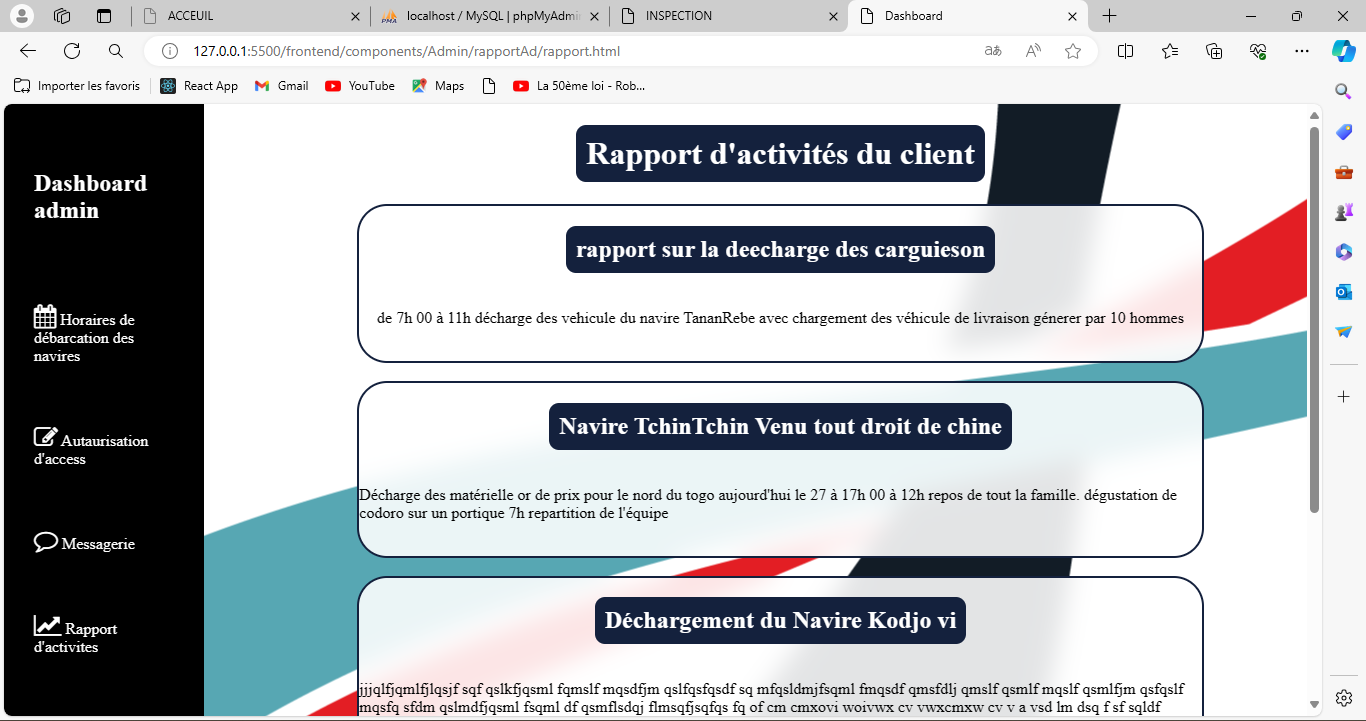 ACCEUIL
localhost / MySQL | phpMyAdmi
INSPECTION
Dashboard
127.0.0.1:5500/frontend/components/Admin/rapportAd/rapport.html
Importer les favoris
React App
Gmail
YouTube
Maps
La 50ème loi - Rob...
Dashboard
admin
Horaires de
débarcation des
navires
Autaurisation
d'access
Messagerie
Rapport
d'activites
Rapport d'activités du client
rapport sur la deecharge des carguieson
de 7h 00 à 11h décharge des vehicule du navire TananRebe avec chargement des véhicule de livraison génerer par 10 hommes
Navire TchinTchin Venu tout droit de chine
Décharge des matérielle or de prix pour le nord du togo aujourd'hui le 27 à 17h 00 à 12h repos de tout la famille. dégustation de
codoro sur un portique 7h repartition de l'équipe
Déchargement du Navire Kodjo vi
jjjqlfjqmlfjlqsjf sqf qslkfjqsml fqmslf mqsdfjm qslfqsfqsdf sq mfqsldmjfsqml fmqsdf qmsfdlj qmslf qsmlf mqslf qsmlfjm qsfqslf
mqsfq sfdm qslmdfjqsml fsqml df qsmflsdqj flmsqfjsqfqs fq of cm cmxovi woivwx cv vwxcmxw cv v a vsd lm dsq f sf sqldf